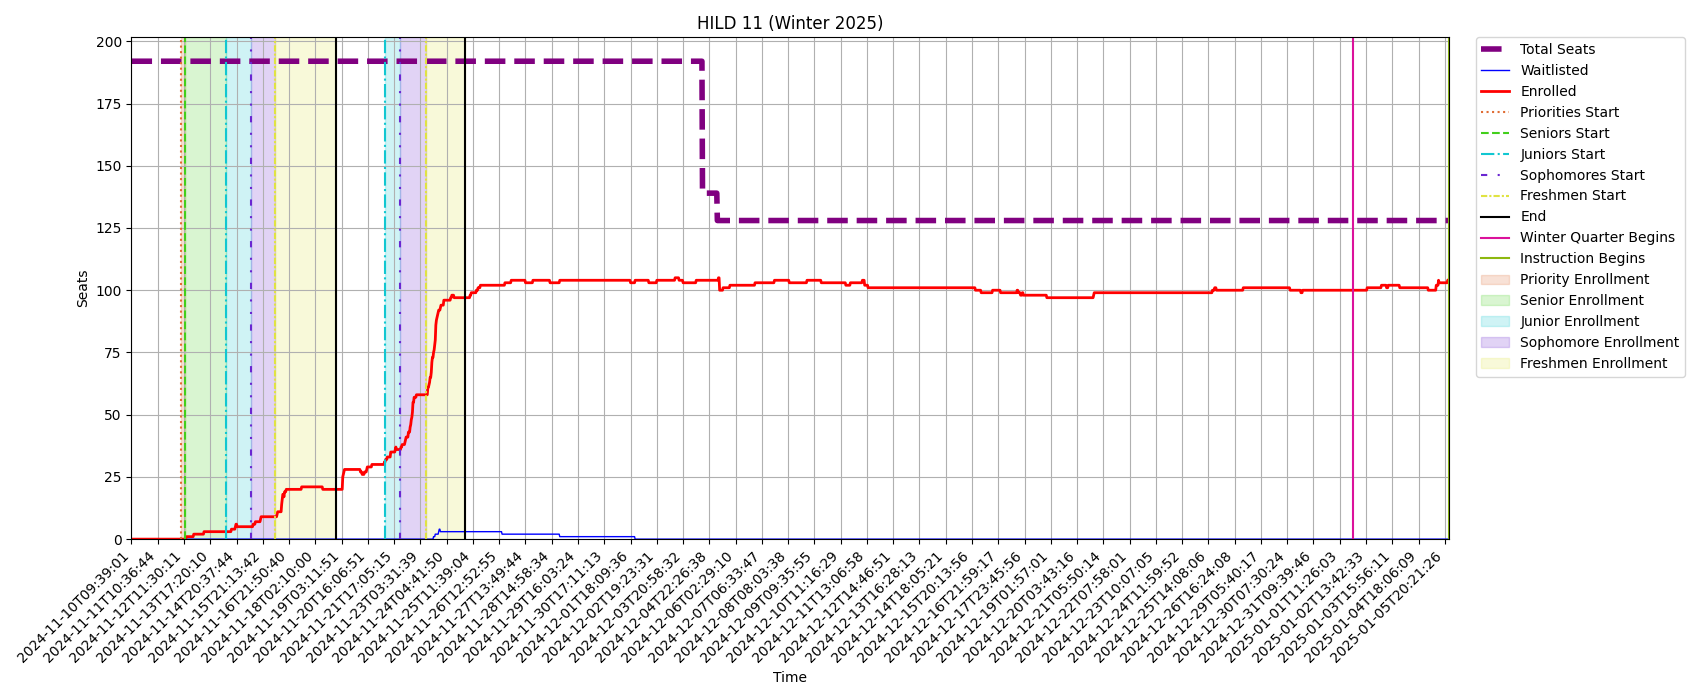 HILD 11 (Winter 2025)
Seats
200
175
150
125
100
75
50
25
0
2024-11-10T09:39:01
2024-11-11T10:36:44
2024-11-12T11:30:11
2024-11-13T17:20:10
2024-11-14T20:37:44
2024-11-15T21:13:42
2024-11-16T21:50:40
2024-11-18T02:10:00
2024-11-19T03:11:51
2024-11-20T16:06:51
2024-11-21T17:05:15
2024-11-23T03:31:39
2024-11-24T04:41:50
2024-11-25T11:39:04
2024-11-26T12:52:55
2024-11-27T13:49:44
2024-11-28T14:58:34
2024-11-29T16:03:24
2024-11-30T17:11:13
2024-12-01T18:09:36
2024-12-02T19:23:31
2024-12-03T20:58:32
2024-12-04T22:26:38
2024-12-06T02:29:10
2024-12-07T06:33:47
2024-12-08T08:03:38
2024-12-09T09:35:55
2024-12-10T11:16:29
2024-12-11T13:06:58
2024-12-12T14:46:51
2024-12-13T16:28:13
2024-12-14T18:05:21
2024-12-15T20:13:56
2024-12-16T21:59:17
2024-12-17T23:45:56
2024-12-19T01:57:01
2024-12-20T03:43:16
2024-12-21T05:50:14
2024-12-22T07:58:01
2024-12-23T10:07:05
2024-12-24T11:59:52
2024-12-25T14:08:06
2024-12-26T16:24:08
2024-12-29T05:40:17
2024-12-30T07:30:24
2024-12-31T09:39:46
2025-01-01T11:26:03
2025-01-02T13:42:33
2025-01-03T15:56:11
2025-01-04T18:06:09
2025-01-05T20:21:26
Time
Total Seats
Waitlisted
Enrolled
Priorities Start
Seniors Start
Juniors Start
Sophomores Start
Freshmen Start
End
Winter Quarter Begins
Instruction Begins
Priority Enrollment
Senior Enrollment
Junior Enrollment
Sophomore Enrollment
Freshmen Enrollment